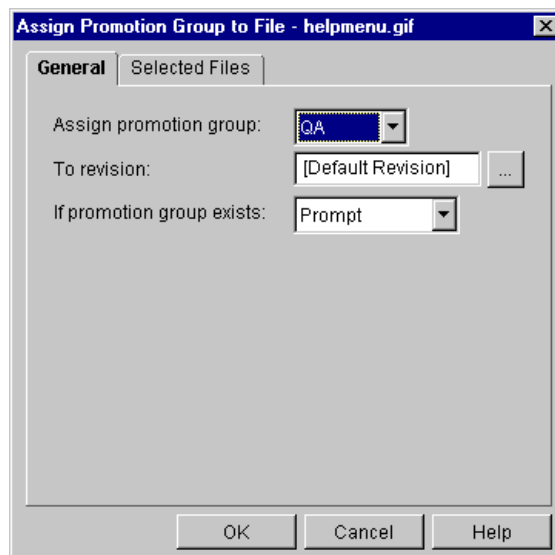 Assign Promotion Group to File - helpmenu.gif
General Selected Files
Assign promotion group: QA
To revision: [Default Revision] ...
If promotion group exists: Prompt
OK Cancel Help